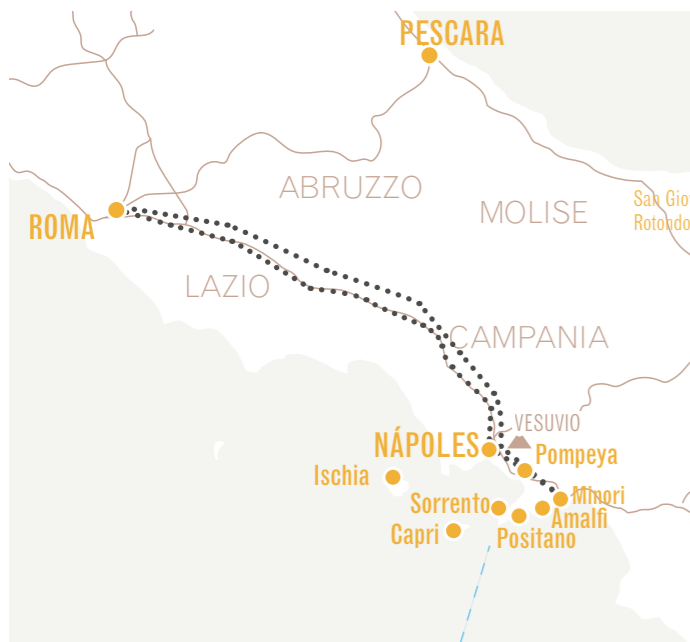 PESCARA
ABRUZZO
MOLISE
San Gio
Rotondo
ROMA
LAZIO
CAMPANIA
VESUVIO
NÁPOLES
Pompeya
Ischia
Minori
Sorrento
Amalfi
Capri
Positano